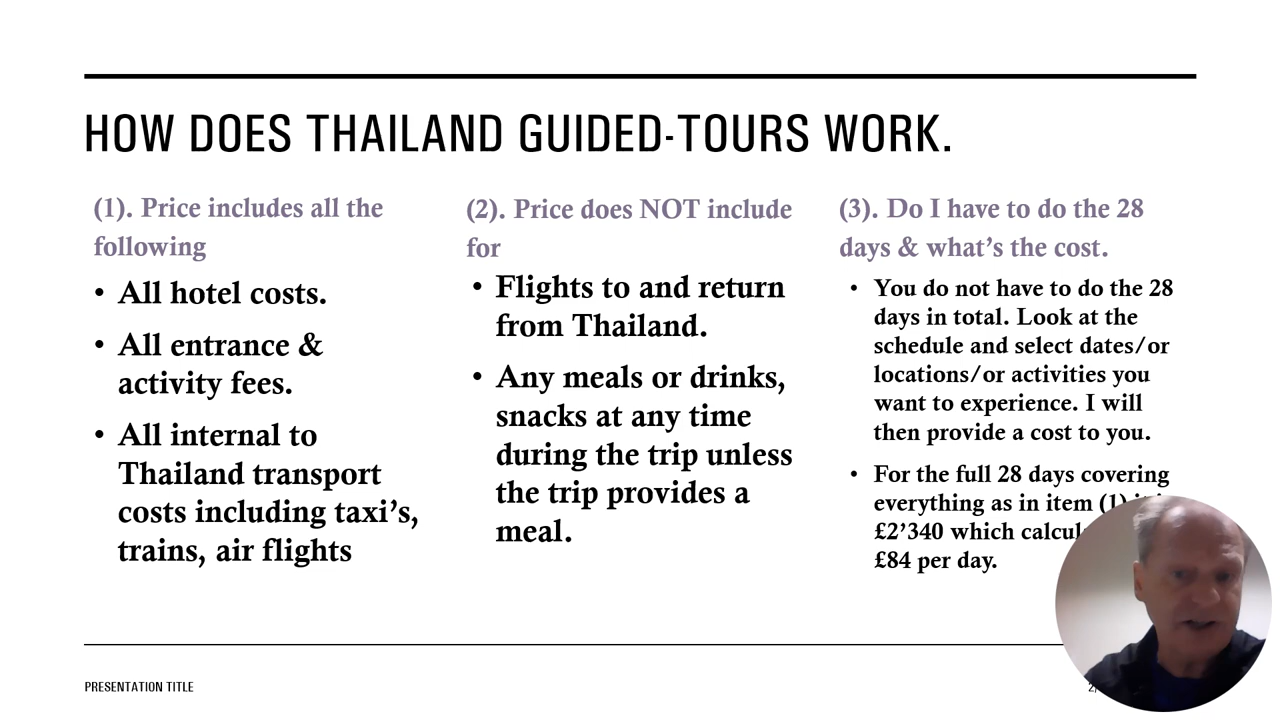 HOW DOES THAILAND GUIDED-TOURS WORK.
(1). Price includes all the
following
• All hotel costs.
• All entrance &
activity fees.
• All internal to
Thailand transport
costs including taxi's,
trains, air flights
(2). Price does NOT include
for
• Flights to and return
from Thailand.
• Any meals or drinks,
snacks at any time
during the trip unless
the trip provides a
meal.
(3). Do I have to do the 28
days & what's the cost.
• You do not have to do the 28
days in total. Look at the
schedule and select dates/or
locations/or activities you
want to experience. I will
then provide a cost to you.
• For the full 28 days covering
everything as in item (1)
£2'340 which
£84 per day.
PRESENTATION TITLE